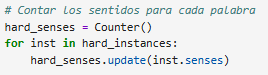 # Contar los sentidos para cada palabra
hard_senses = Counter()
for inst in hard_instances:
    hard_senses.update(inst.senses)